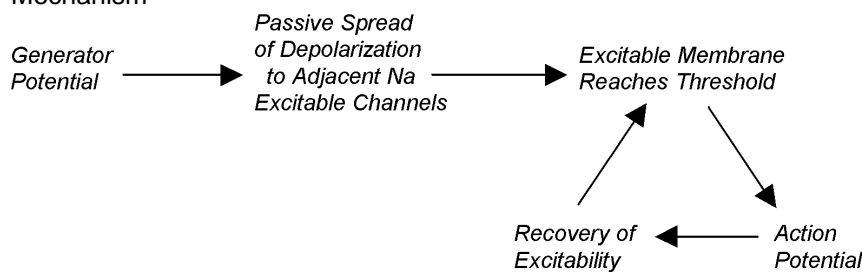 Mechanism
Generator
Potential
Passive Spread
of Depolarization
to Adjacent Na
Excitable Channels
Excitable Membrane
Reaches Threshold
Action
Potential
Recovery of
Excitability